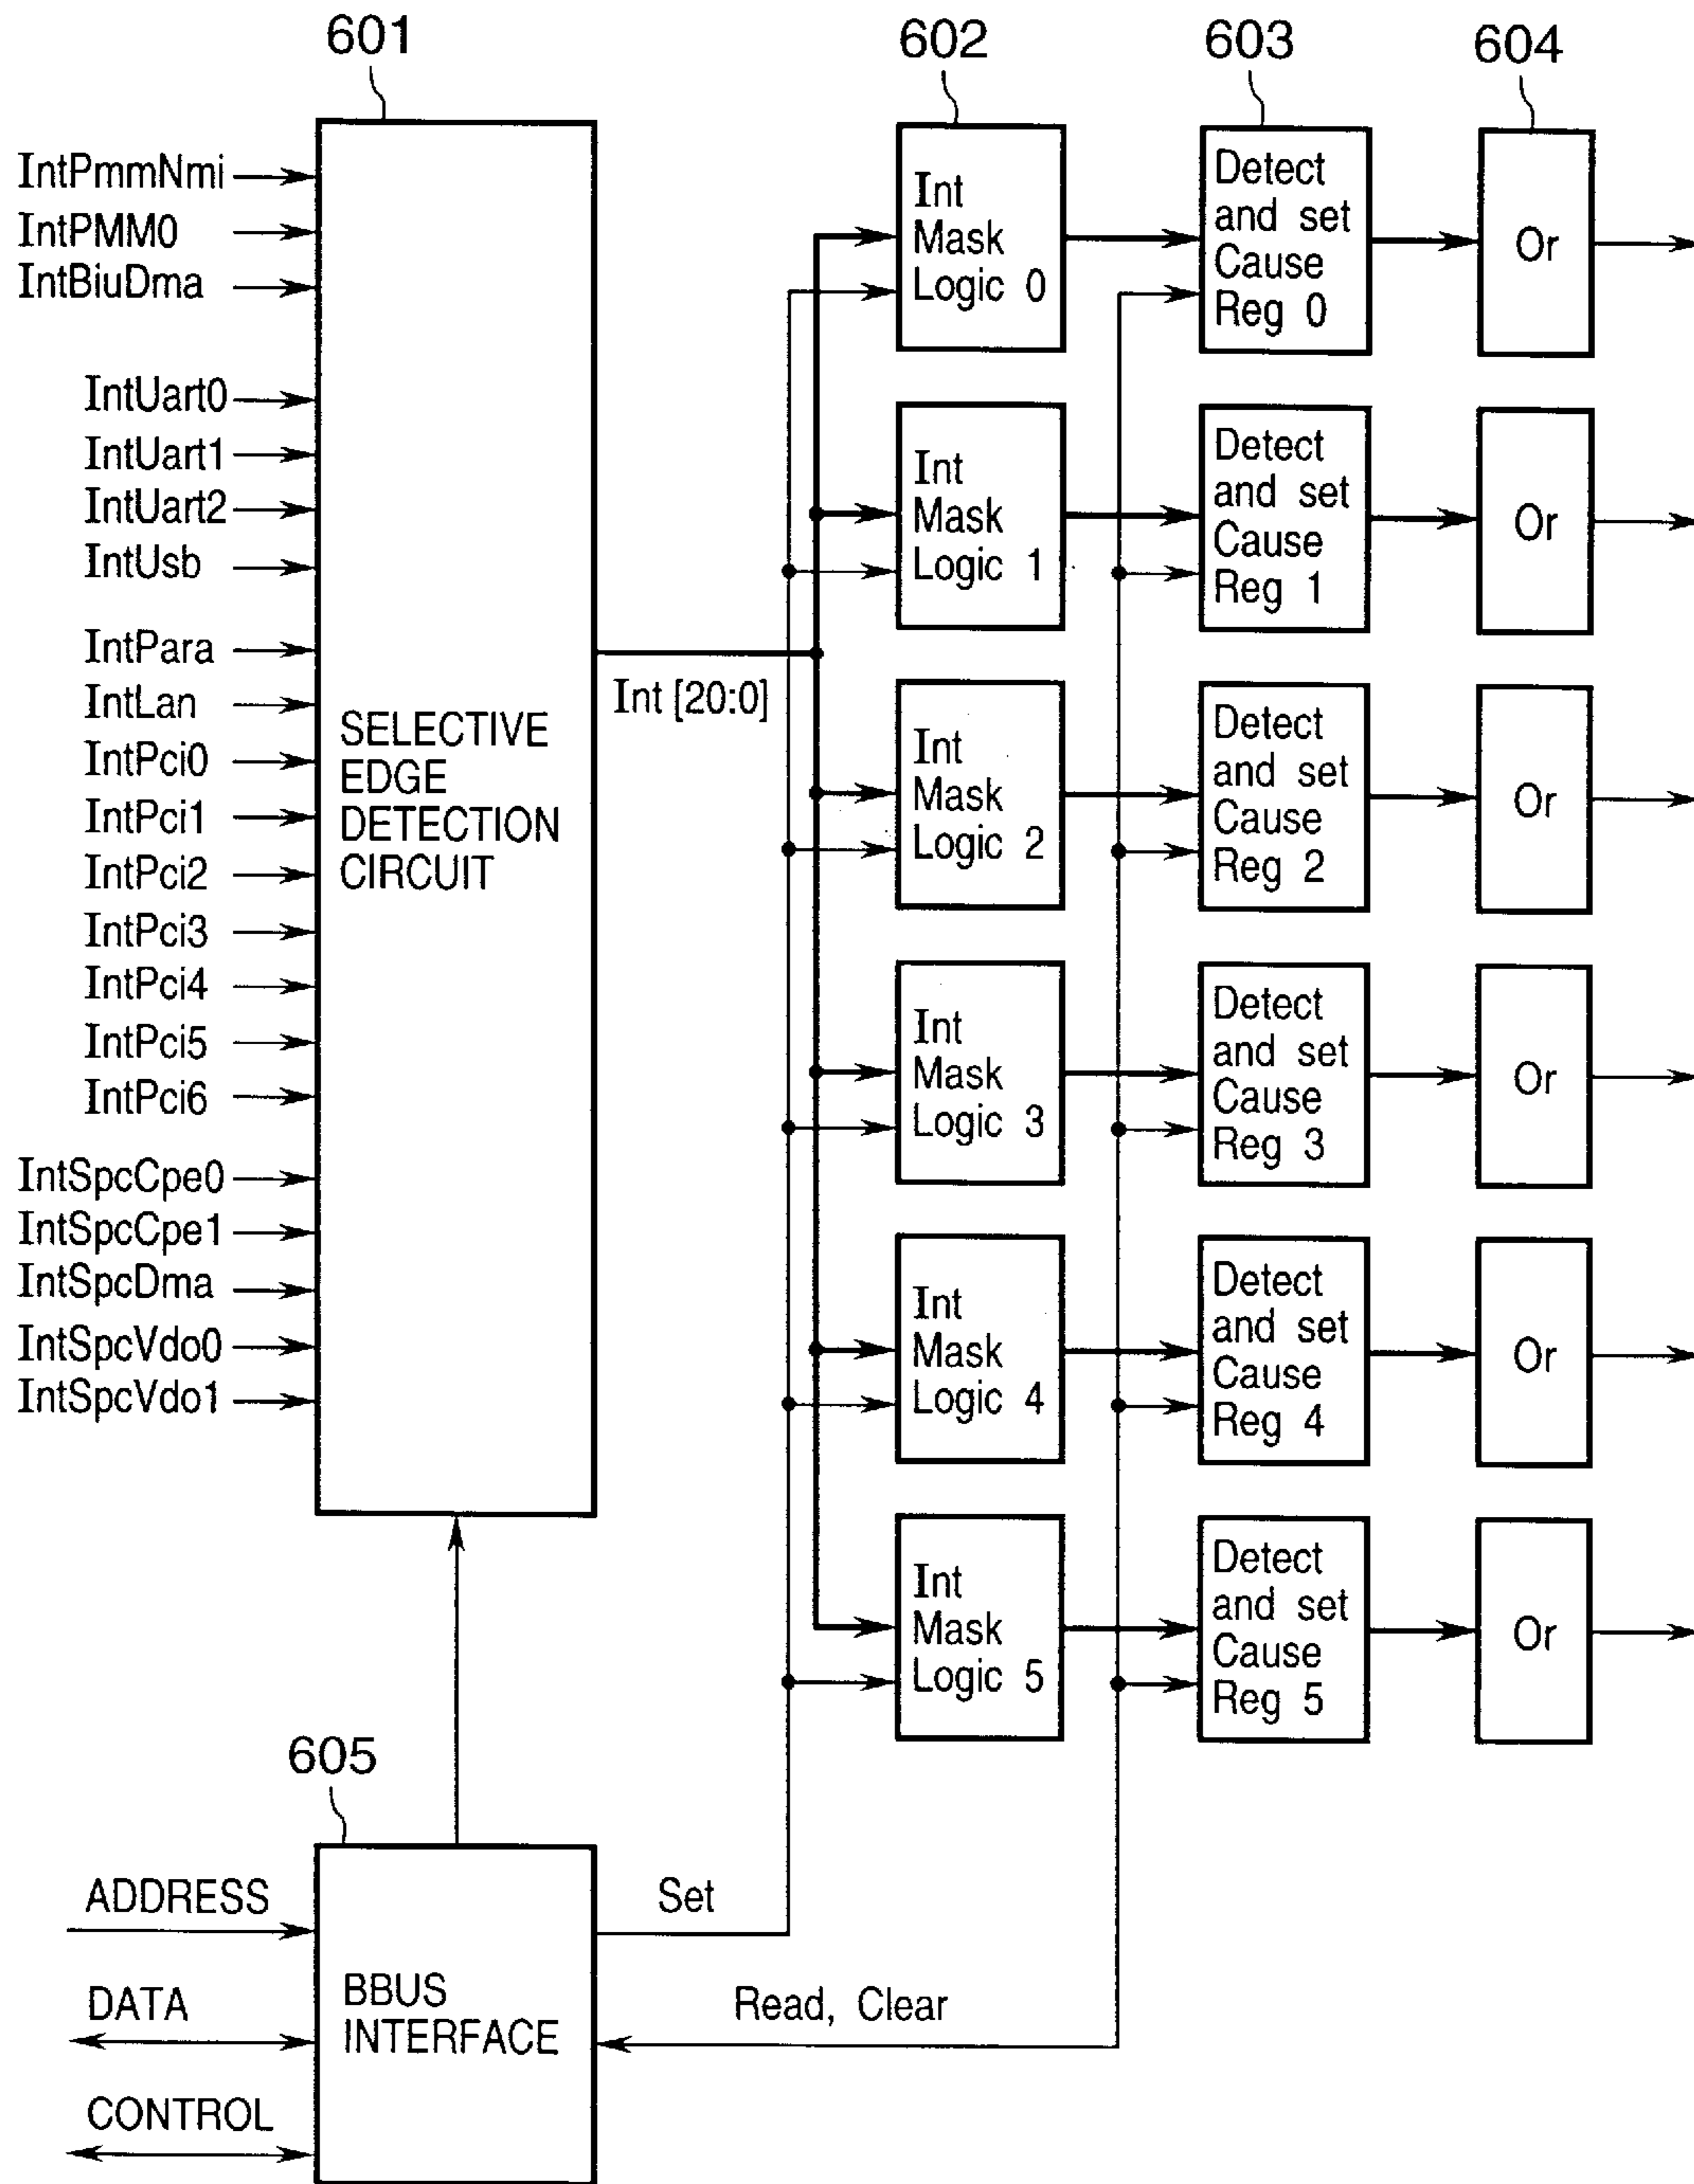 601
602
603
604
IntPmmNmi
IntPMM0
IntBiuDma
IntUart0
IntUart1
IntUart2
IntUsb
IntPara
IntLan
IntPci0
IntPci1
IntPci2
IntPci3
IntPci4
IntPci5
IntPci6
IntSpcCpe0
IntSpcCpe1
IntSpcDma
IntSpcVdo0
IntSpcVdo1
SELECTIVE
EDGE
DETECTION
CIRCUIT
Int [20:0]
Int
Mask
Logic 0
Detect
and set
Cause
Reg 0
Or
Int
Mask
Logic 1
Detect
and set
Cause
Reg 1
Or
Int
Mask
Logic 2
Detect
and set
Cause
Reg 2
Or
Int
Mask
Logic 3
Detect
and set
Cause
Reg 3
Or
Int
Mask
Logic 4
Detect
and set
Cause
Reg 4
Or
Int
Mask
Logic 5
Detect
and set
Cause
Reg 5
Or
605
ADDRESS
DATA
CONTROL
BBUS
INTERFACE
Set
Read, Clear